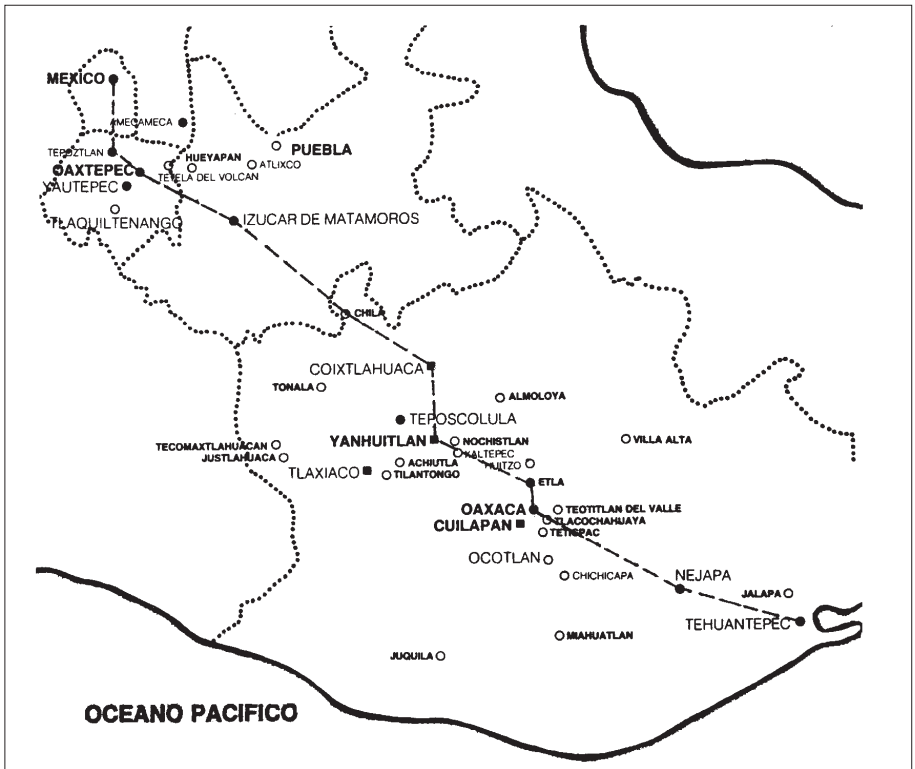 MEXICO
AMECAMECA
TEPOZTLAN
PUEBLA
HUEYAPAN
ATLIXCO
OAXTEPEC
TETELA DEL VOLCAN
YAUTEPEC
TLAQUILTENANGO
IZUCAR DE MATAMOROS
CHILA
COIXTLAHUACA
TONALA
ALMOLOYA
TEPOSCOLULA
YANHUITLAN
NOCHISTLAN
VILLA ALTA
TECOMAXTLAHUACAN
XALTEPEC
JUSTLAHUACA
ACHIUTLA
HUITZO
TLAXIACO
TILANTONGO
ETLA
OAXACA
TEOTITLAN DEL VALLE
CUILAPAN
TLACOCHAHUAYA
TETISPAC
OCOTLAN
CHICHICAPA
NEJAPA
JALAPA
TEHUANTEPEC
MIAHUATLAN
JUQUILA
OCEANO PACIFICO